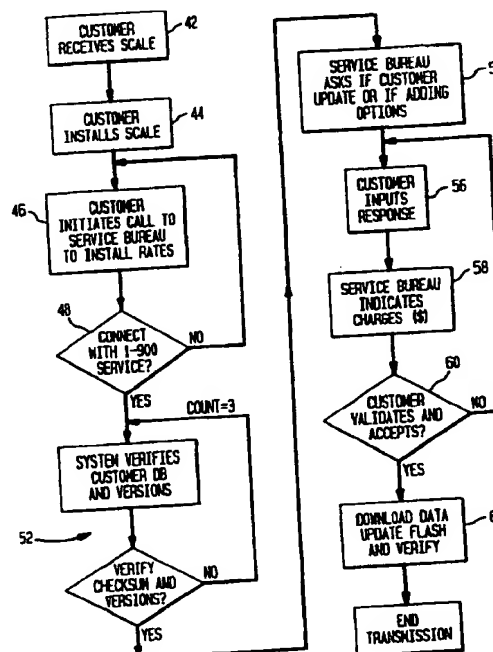 CUSTOMER
RECEIVES SCALE
42
CUSTOMER
INSTALLS SCALE
44
46
CUSTOMER
INITIATES CALL TO
SERVICE BUREAU
TO INSTALL RATES
48
CONNECT
WITH 1-900
SERVICE?
NO
YES
COUNT=3
SYSTEM VERIFIES
CUSTOMER DB
AND VERSIONS
52
VERIFY
CHECKSUM AND
VERSIONS?
NO
YES
SERVICE BUREAU
ASKS IF CUSTOMER
UPDATE OR IF ADDING
OPTIONS
CUSTOMER
INPUTS
RESPONSE
56
58
SERVICE BUREAU
INDICATES
CHARGES ($)
60
CUSTOMER
VALIDATES AND
ACCEPTS?
NO
YES
DOWNLOAD DATA
UPDATE FLASH
AND VERIFY
END
TRANSMISSION